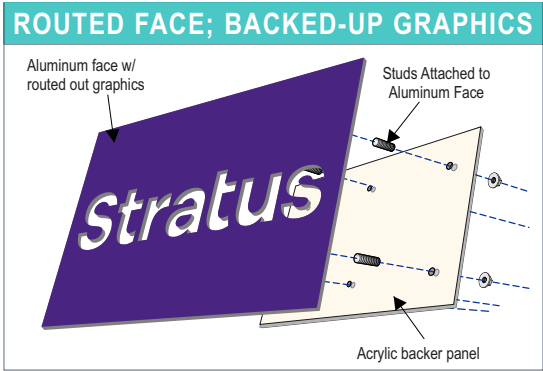 ROUTED FACE; BACKED-UP GRAPHICS
Aluminum face w/
routed out graphics
Studs Attached to
Aluminum Face
Stratus
Acrylic backer panel